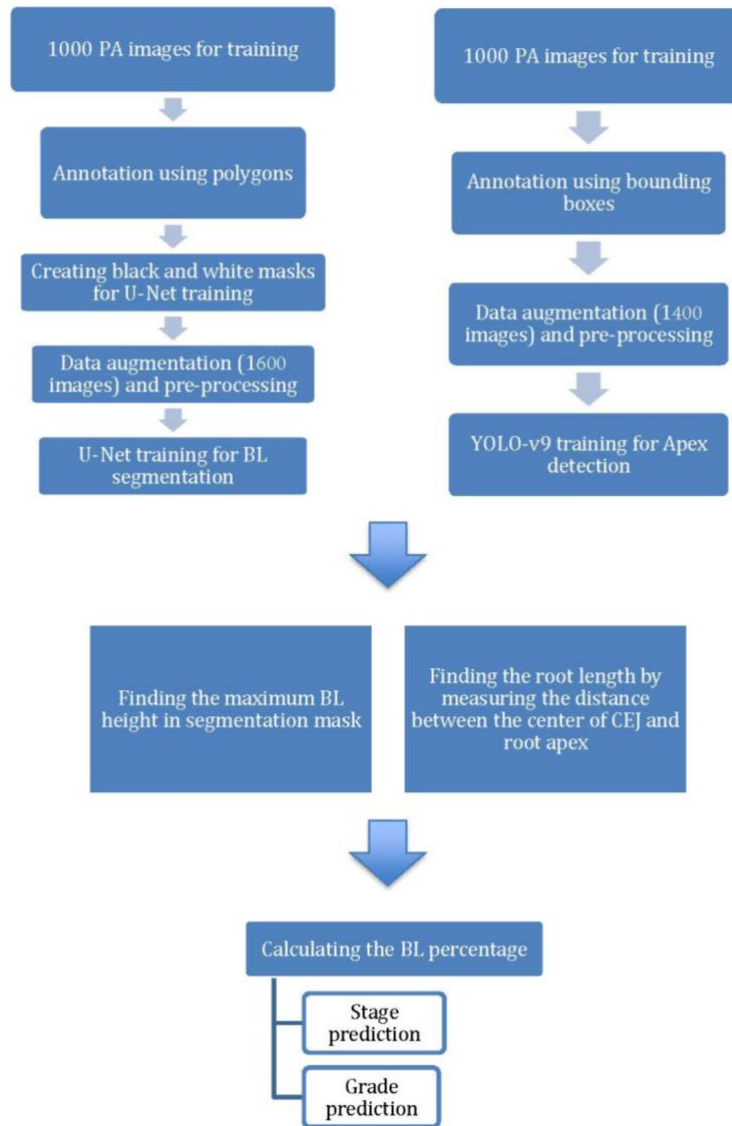 1000 PA images for training
Annotation using polygons
Creating black and white masks
for U-Net training
Data augmentation (1600
images) and pre-processing
U-Net training for BL
segmentation
1000 PA images for training
Annotation using bounding
boxes
Data augmentation (1400
images) and pre-processing
YOLO-v9 training for Apex
detection
Finding the maximum BL
height in segmentation mask
Finding the root length by
measuring the distance
between the center of CEJ and
root apex
Calculating the BL percentage
Stage
prediction
Grade
prediction